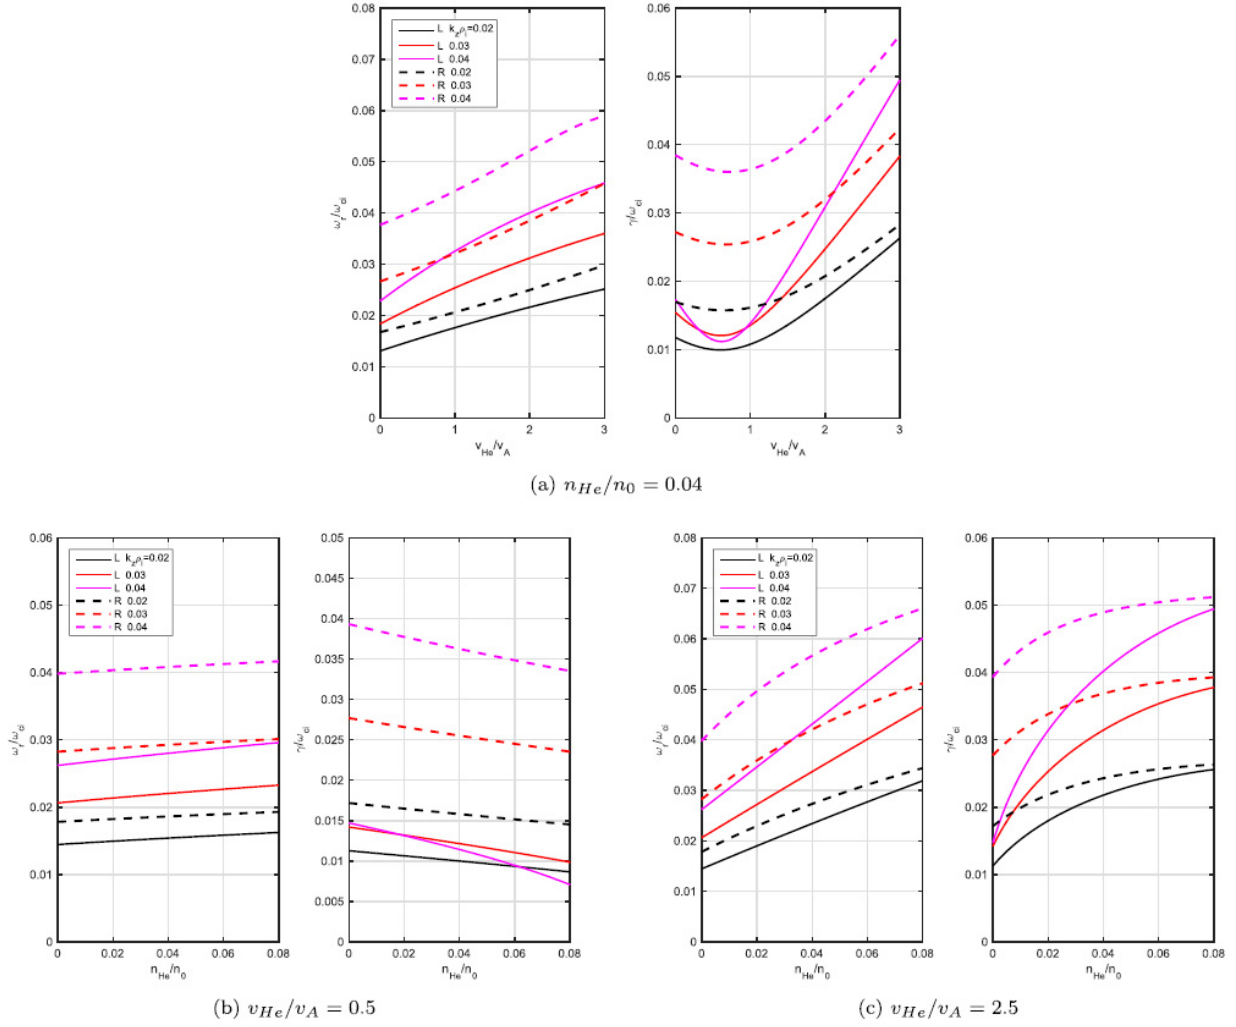 0.08
0.07
0.06
0.05
0.04
0.03
0.02
0.01
0
L k_zρ_i=0.02
L 0.03
L 0.04
R 0.02
R 0.03
R 0.04
ω_r/ω_ci
0 1 2 3
v_He/v_A
0.06
0.05
0.04
0.03
0.02
0.01
0
γ/ω_ci
0 1 2 3
v_He/v_A
(a) n_{He}/n_0 = 0.04
0.06
0.05
0.04
0.03
0.02
0.01
0
L k_zρ_i=0.02
L 0.03
L 0.04
R 0.02
R 0.03
R 0.04
ω_r/ω_ci
0 0.02 0.04 0.06 0.08
n_He/n_0
0.05
0.045
0.04
0.035
0.03
0.025
0.02
0.015
0.01
0.005
0
γ/ω_ci
0 0.02 0.04 0.06 0.08
n_He/n_0
(b) v_{He}/v_A = 0.5
0.08
0.07
0.06
0.05
0.04
0.03
0.02
0.01
0
L k_zρ_i=0.02
L 0.03
L 0.04
R 0.02
R 0.03
R 0.04
ω_r/ω_ci
0 0.02 0.04 0.06 0.08
n_He/n_0
0.06
0.05
0.04
0.03
0.02
0.01
0
γ/ω_ci
0 0.02 0.04 0.06 0.08
n_He/n_0
(c) v_{He}/v_A = 2.5